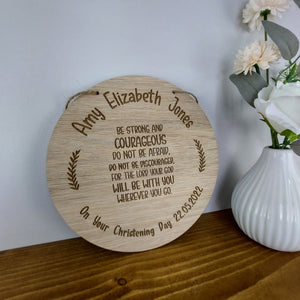 Amy Elizabeth Jones
BE STRONG AND
COURAGEOUS
DO NOT BE AFRAID,
DO NOT BE DISCOURAGED,
FOR THE LORD YOUR GOD
WILL BE WITH YOU
WHEREVER YOU GO.
On Your Christening Day 22.05.2022